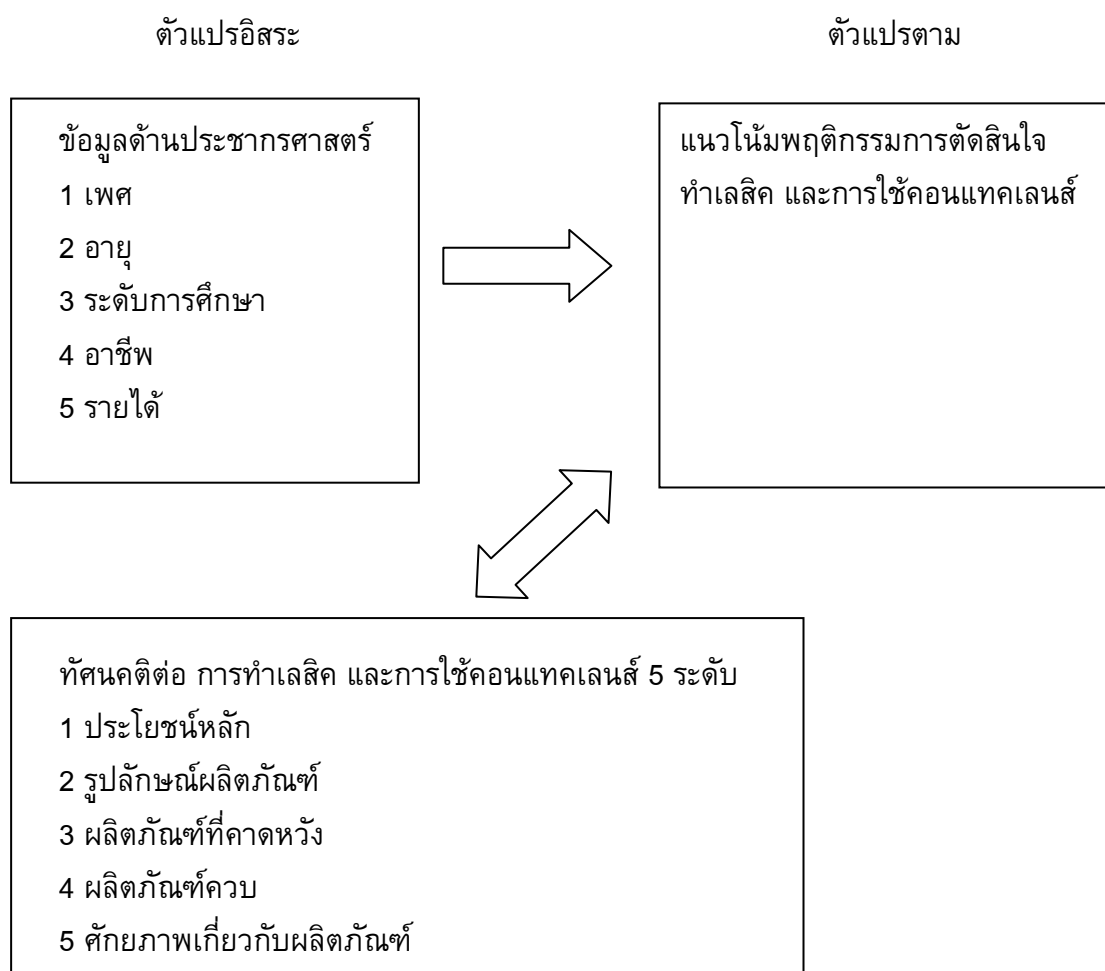 ตัวแปรอิสระ
ตัวแปรตาม
ข้อมูลด้านประชากรศาสตร์
1 เพศ
2 อายุ
3 ระดับการศึกษา
4 อาชีพ
5 รายได้
แนวโน้มพฤติกรรมการตัดสินใจ
ทำเลสิค และการใช้คอนแทคเลนส์
ทัศนคติต่อ การทำเลสิค และการใช้คอนแทคเลนส์ 5 ระดับ
1 ประโยชน์หลัก
2 รูปลักษณ์ผลิตภัณฑ์
3 ผลิตภัณฑ์ที่คาดหวัง
4 ผลิตภัณฑ์ควบ
5 ศักยภาพเกี่ยวกับผลิตภัณฑ์